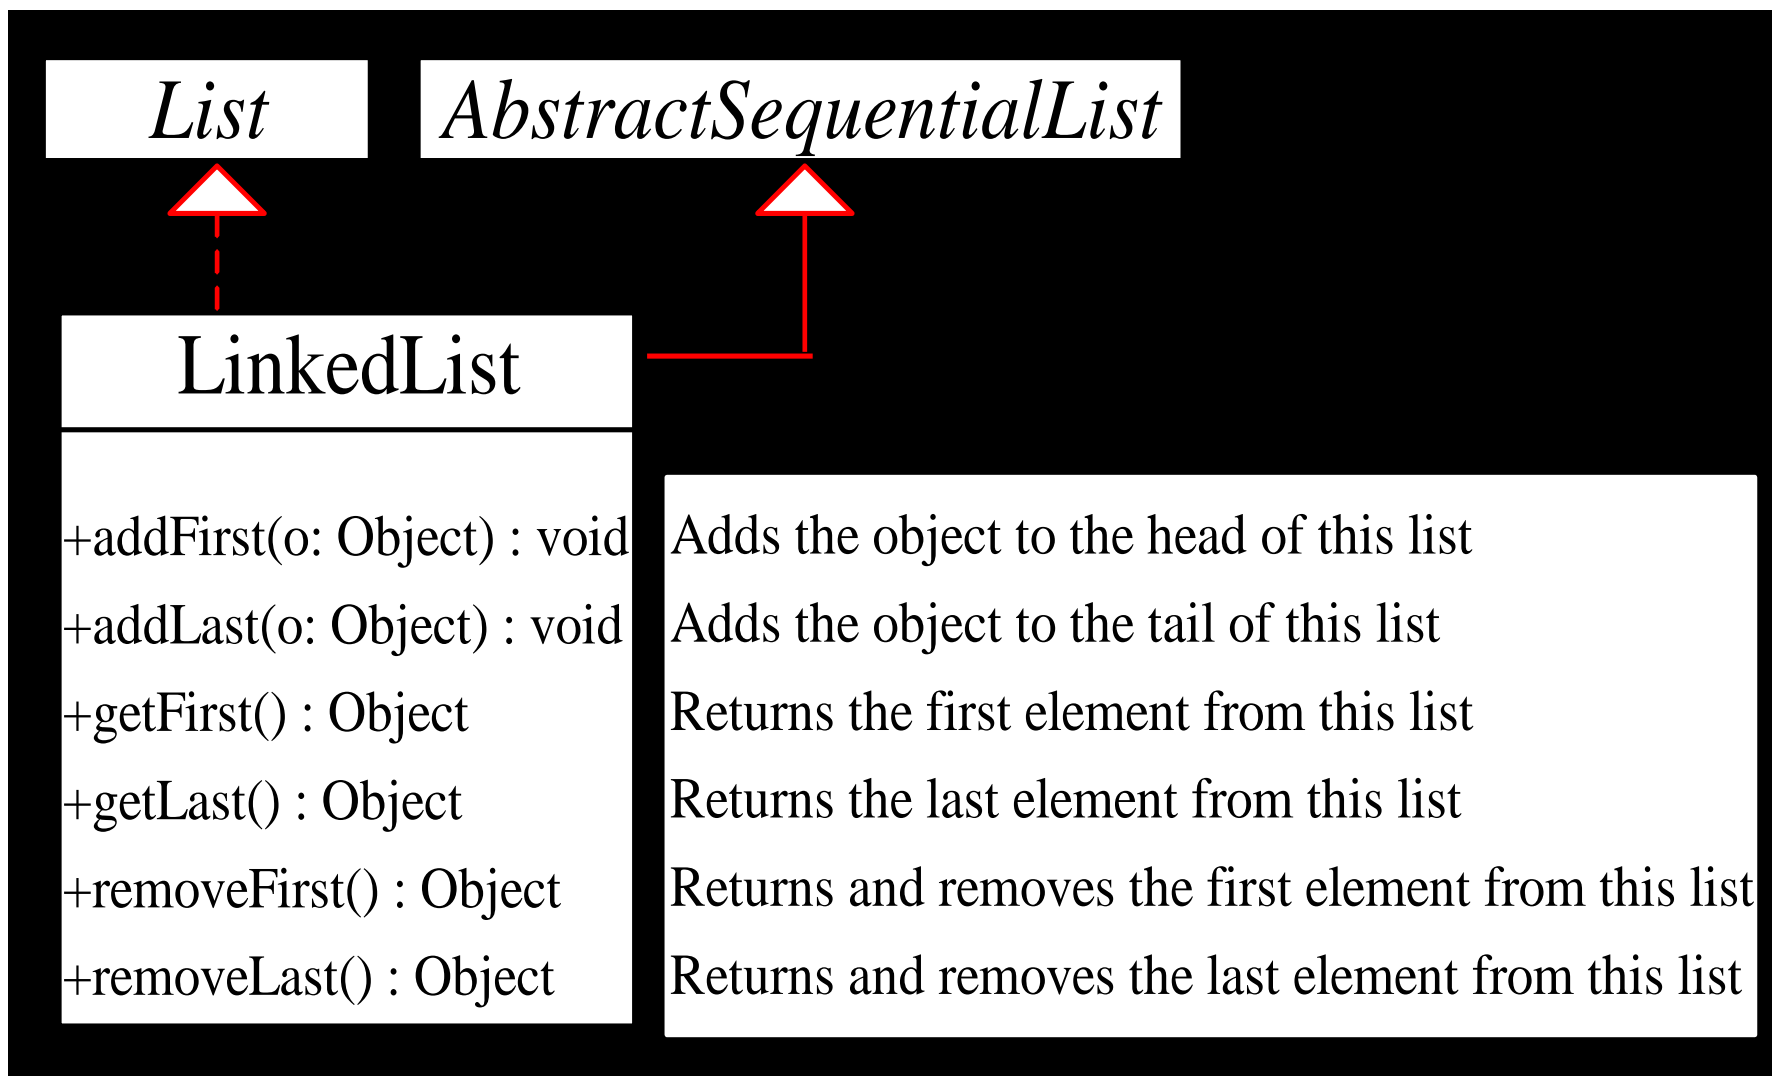 List
AbstractSequentialList
LinkedList
+addFirst(o: Object) : void
Adds the object to the head of this list
+addLast(o: Object) : void
Adds the object to the tail of this list
+getFirst() : Object
Returns the first element from this list
+getLast() : Object
Returns the last element from this list
+removeFirst() : Object
Returns and removes the first element from this list
+removeLast() : Object
Returns and removes the last element from this list